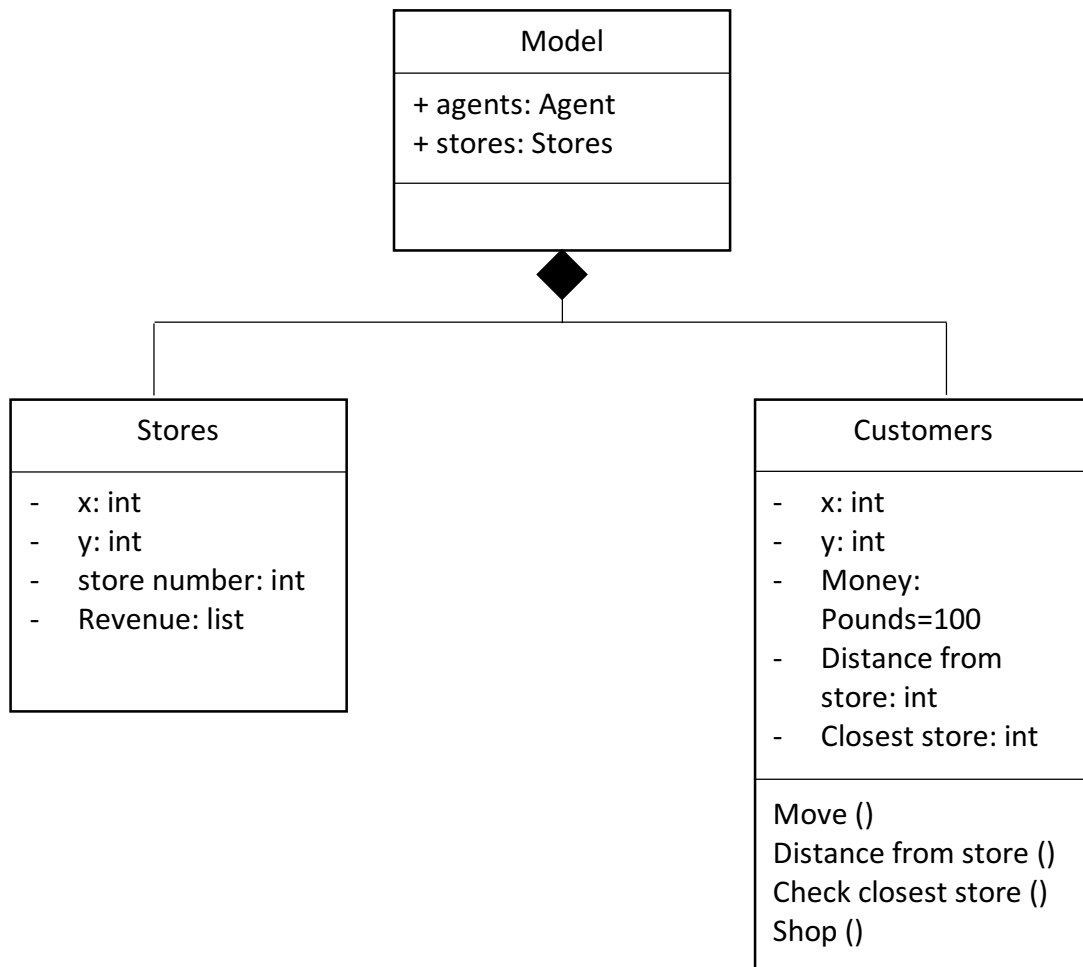 Model
+ agents: Agent
+ stores: Stores
Stores
- x: int
- y: int
- store number: int
- Revenue: list
Customers
- x: int
- y: int
- Money:
Pounds=100
- Distance from
store: int
- Closest store: int
Move ()
Distance from store ()
Check closest store ()
Shop ()